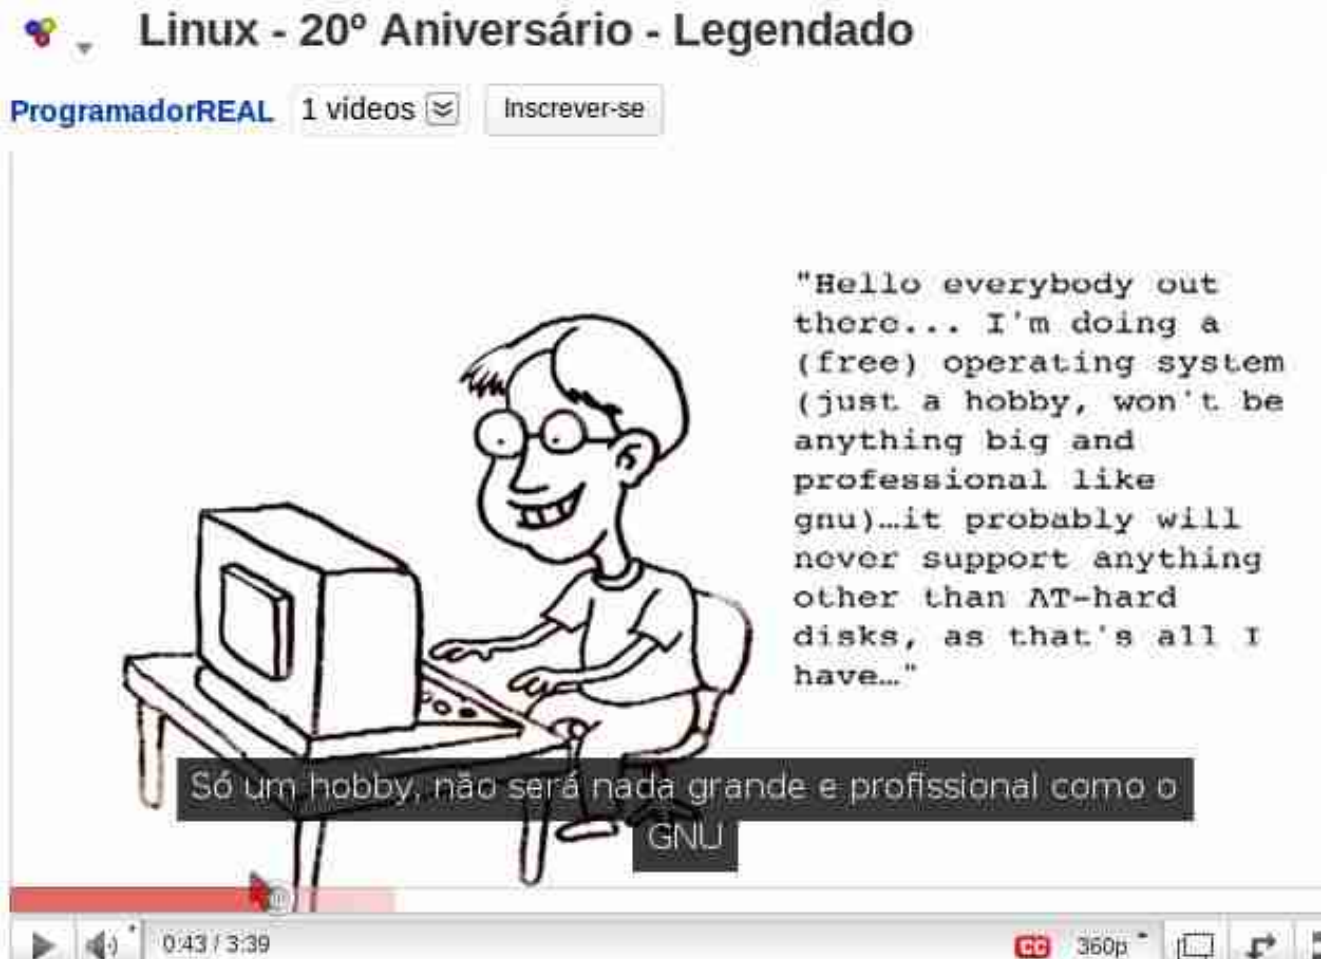 Linux - 20º Aniversário - Legendado
ProgramadorREAL 1 vídeos Inscrever-se
"Hello everybody out
there... I'm doing a
(free) operating system
(just a hobby, won't be
anything big and
professional like
gnu)…it probably will
never support anything
other than AT-hard
disks, as that's all I
have…"
Só um hobby, não será nada grande e profissional como o
GNU
0:43 / 3:39 CC 360p